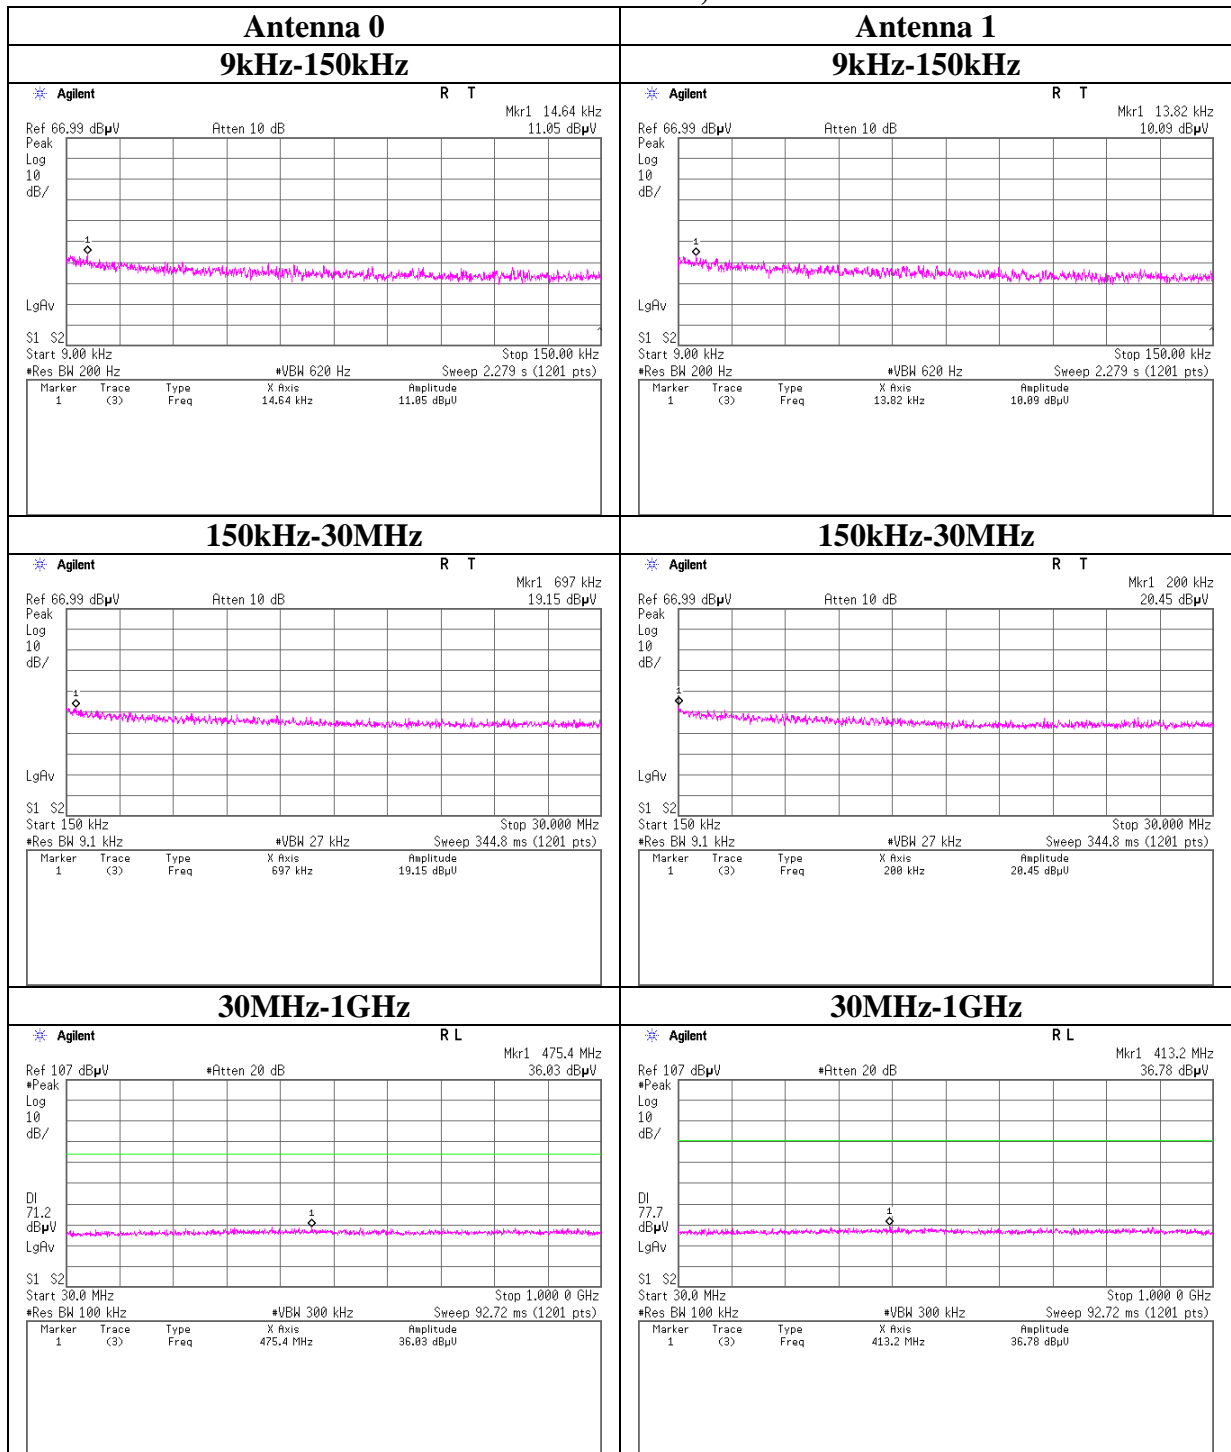 Antenna 0
Antenna 1
9kHz-150kHz
9kHz-150kHz
Agilent
R T
Mkr1 14.64 kHz
Ref 66.99 dBµV
Atten 10 dB
11.05 dBµV
Peak
Log
10
dB/
1
LgAv
S1 S2
Start 9.00 kHz
Stop 150.00 kHz
#Res BW 200 Hz
#VBW 620 Hz
Sweep 2.279 s (1201 pts)
Marker Trace Type X Axis Amplitude
1 (3) Freq 14.64 kHz 11.05 dBµV
Agilent
R T
Mkr1 13.82 kHz
Ref 66.99 dBµV
Atten 10 dB
10.09 dBµV
Peak
Log
10
dB/
1
LgAv
S1 S2
Start 9.00 kHz
Stop 150.00 kHz
#Res BW 200 Hz
#VBW 620 Hz
Sweep 2.279 s (1201 pts)
Marker Trace Type X Axis Amplitude
1 (3) Freq 13.82 kHz 10.09 dBµV
150kHz-30MHz
150kHz-30MHz
Agilent
R T
Mkr1 697 kHz
Ref 66.99 dBµV
Atten 10 dB
19.15 dBµV
Peak
Log
10
dB/
1
LgAv
S1 S2
Start 150 kHz
Stop 30.000 MHz
#Res BW 9.1 kHz
#VBW 27 kHz
Sweep 344.8 ms (1201 pts)
Marker Trace Type X Axis Amplitude
1 (3) Freq 697 kHz 19.15 dBµV
Agilent
R T
Mkr1 200 kHz
Ref 66.99 dBµV
Atten 10 dB
20.45 dBµV
Peak
Log
10
dB/
1
LgAv
S1 S2
Start 150 kHz
Stop 30.000 MHz
#Res BW 9.1 kHz
#VBW 27 kHz
Sweep 344.8 ms (1201 pts)
Marker Trace Type X Axis Amplitude
1 (3) Freq 200 kHz 20.45 dBµV
30MHz-1GHz
30MHz-1GHz
Agilent
R L
Mkr1 475.4 MHz
Ref 107 dBµV
#Atten 20 dB
36.03 dBµV
#Peak
Log
10
dB/
DI
71.2
dBµV
1
LgAv
S1 S2
Start 30.0 MHz
Stop 1.000 0 GHz
#Res BW 100 kHz
#VBW 300 kHz
Sweep 92.72 ms (1201 pts)
Marker Trace Type X Axis Amplitude
1 (3) Freq 475.4 MHz 36.03 dBµV
Agilent
R L
Mkr1 413.2 MHz
Ref 107 dBµV
#Atten 20 dB
36.78 dBµV
#Peak
Log
10
dB/
DI
77.7
dBµV
1
LgAv
S1 S2
Start 30.0 MHz
Stop 1.000 0 GHz
#Res BW 100 kHz
#VBW 300 kHz
Sweep 92.72 ms (1201 pts)
Marker Trace Type X Axis Amplitude
1 (3) Freq 413.2 MHz 36.78 dBµV